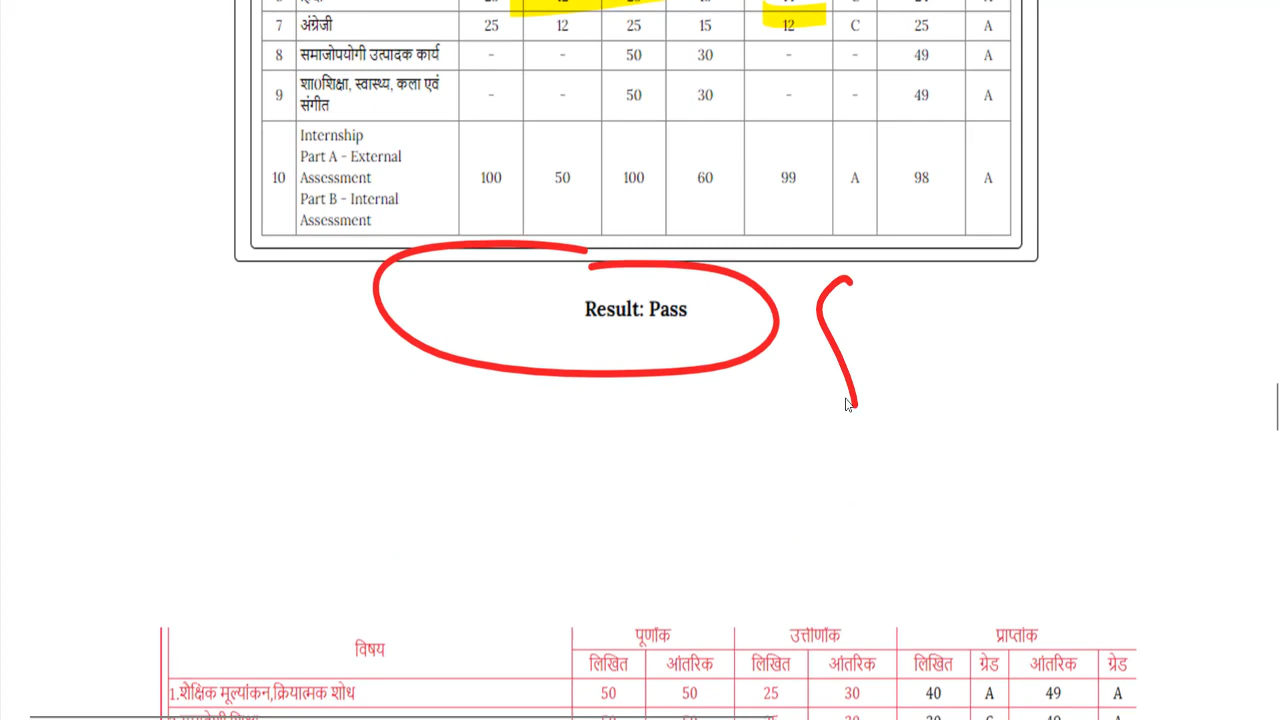 7 अंग्रेजी 25 12 25 15 12 C 25 A
8 समाजोपयोगी उत्पादक कार्य - - 50 30 - - 49 A
9 शा0शिक्षा, स्वास्थ्य, कला एवं संगीत - - 50 30 - - 49 A
Internship
Part A - External
10 Assessment 100 50 100 60 99 A 98 A
Part B - Internal
Assessment
Result: Pass
विषय पूर्णांक उत्तीर्णांक प्राप्तांक
लिखित आंतरिक लिखित आंतरिक लिखित ग्रेड आंतरिक ग्रेड
1.शैक्षिक मूल्यांकन,क्रियात्मक शोध 50 50 25 30 40 A 49 A